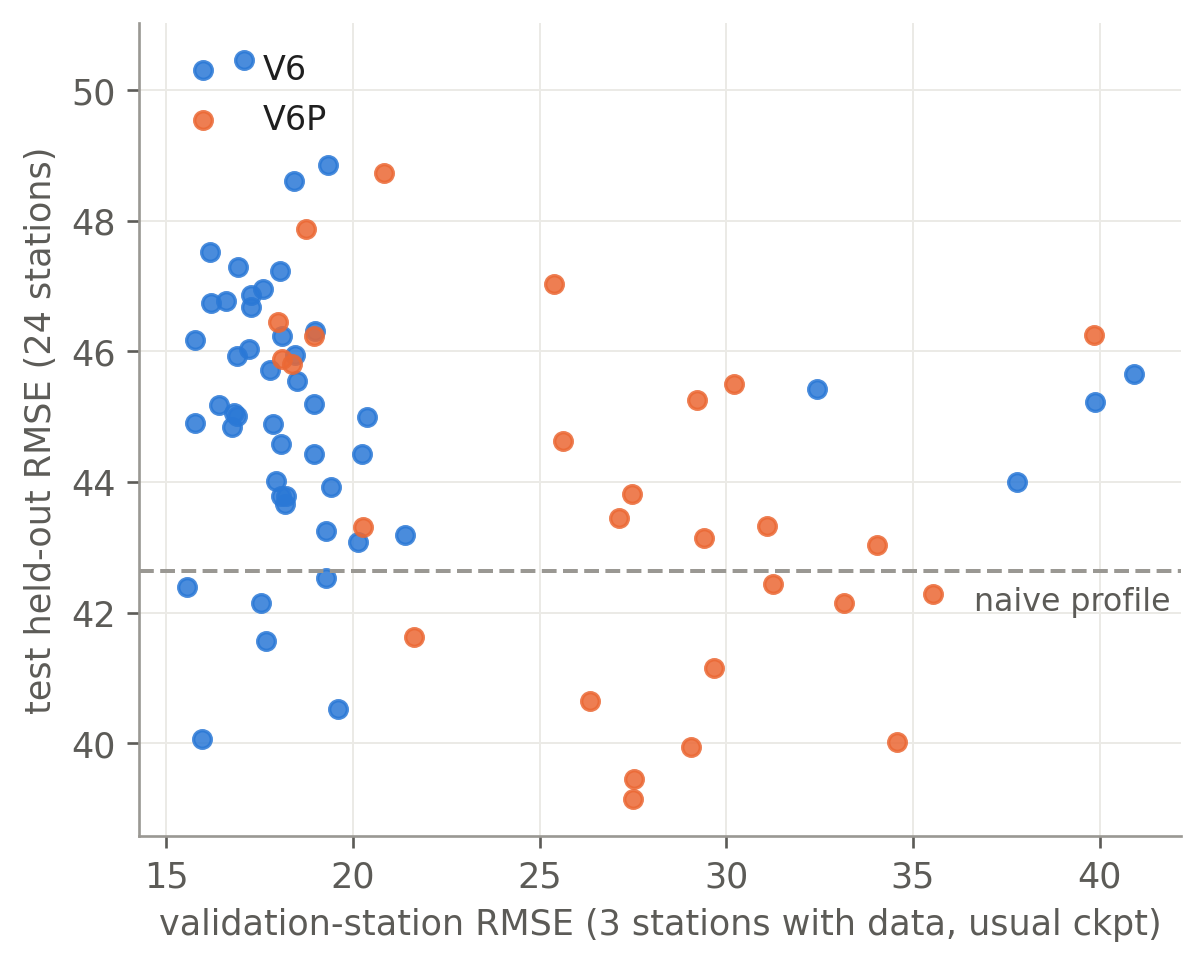 V6
V6P
50
48
46
44
42
40
test held-out RMSE (24 stations)
naive profile
15 20 25 30 35 40
validation-station RMSE (3 stations with data, usual ckpt)